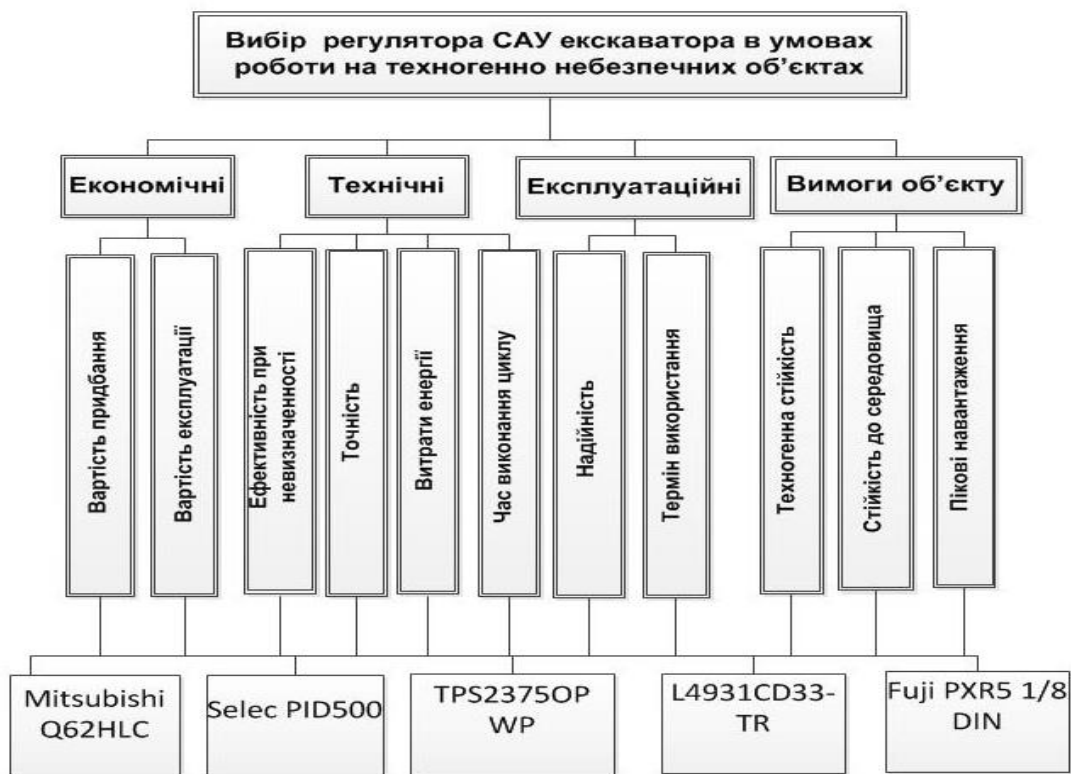 Вибір регулятора САУ екскаватора в умовах
роботи на техногенно небезпечних об'єктах
Економічні
Технічні
Експлуатаційні
Вимоги об'єкту
Вартість придбання
Вартість експлуатації
Ефективність при
невизначенності
Точність
Витрати енергії
Час виконання циклу
Надійність
Термін використання
Техногенна стійкість
Стійкість до середовища
Пікові навантаження
Mitsubishi
Q62HLC
Selec PID500
TPS2375OP
WP
L4931CD33-
TR
Fuji PXR5 1/8
DIN